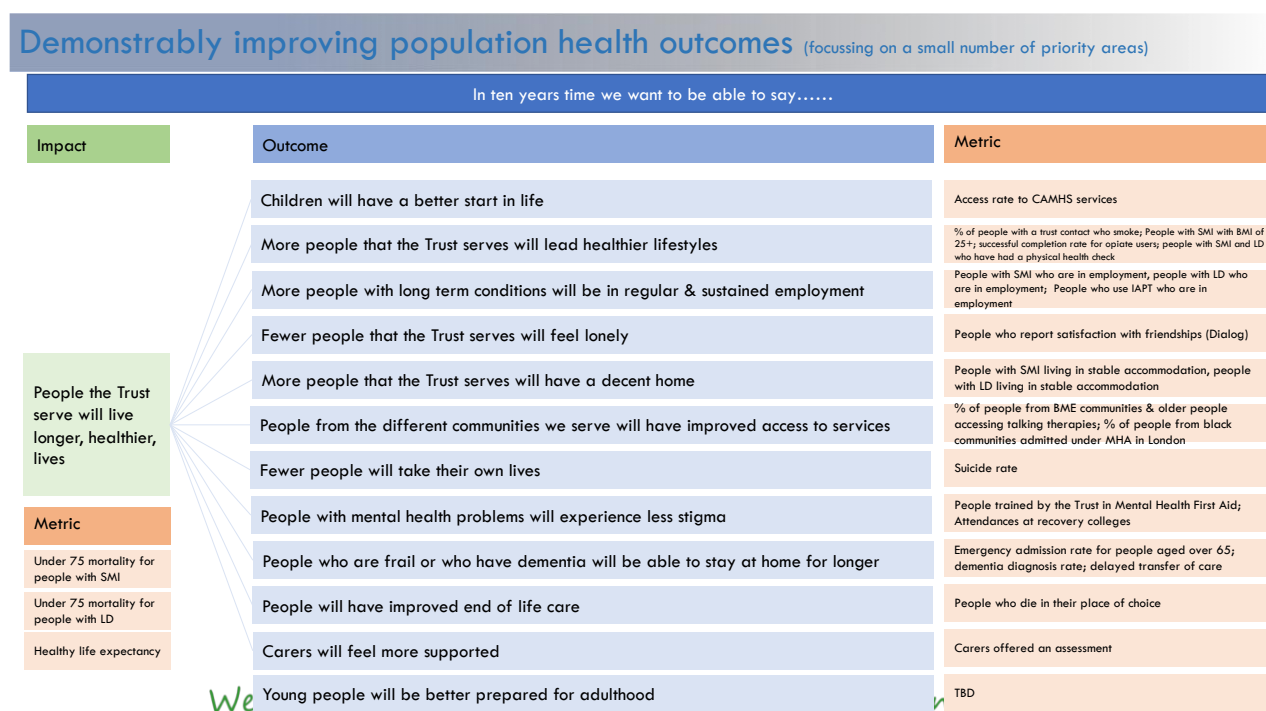 Demonstrably improving population health outcomes (focussing on a small number of priority areas)
In ten years time we want to be able to say......
Impact
Outcome
Metric
Children will have a better start in life
Access rate to CAMHS services
More people that the Trust serves will lead healthier lifestyles
% of people with a trust contact who smoke; People with SMI with BMI of
25+; successful completion rate for opiate users; people with SMI and LD
who have had a physical health check
More people with long term conditions will be in regular & sustained employment
People with SMI who are in employment, people with LD who
are in employment;  People who use IAPT who are in
employment
Fewer people that the Trust serves will feel lonely
People who report satisfaction with friendships (Dialog)
More people that the Trust serves will have a decent home
People with SMI living in stable accommodation, people
with LD living in stable accommodation
People the Trust
serve will live
longer, healthier,
lives
People from the different communities we serve will have improved access to services
% of people from BME communities & older people
accessing talking therapies; % of people from black
communities admitted under MHA in London
Fewer people will take their own lives
Suicide rate
People with mental health problems will experience less stigma
People trained by the Trust in Mental Health First Aid;
Attendances at recovery colleges
Metric
Under 75 mortality for
people with SMI
Under 75 mortality for
people with LD
Healthy life expectancy
People who are frail or who have dementia will be able to stay at home for longer
Emergency admission rate for people aged over 65;
dementia diagnosis rate; delayed transfer of care
People will have improved end of life care
People who die in their place of choice
Carers will feel more supported
Carers offered an assessment
We
Young people will be better prepared for adulthood
TBD